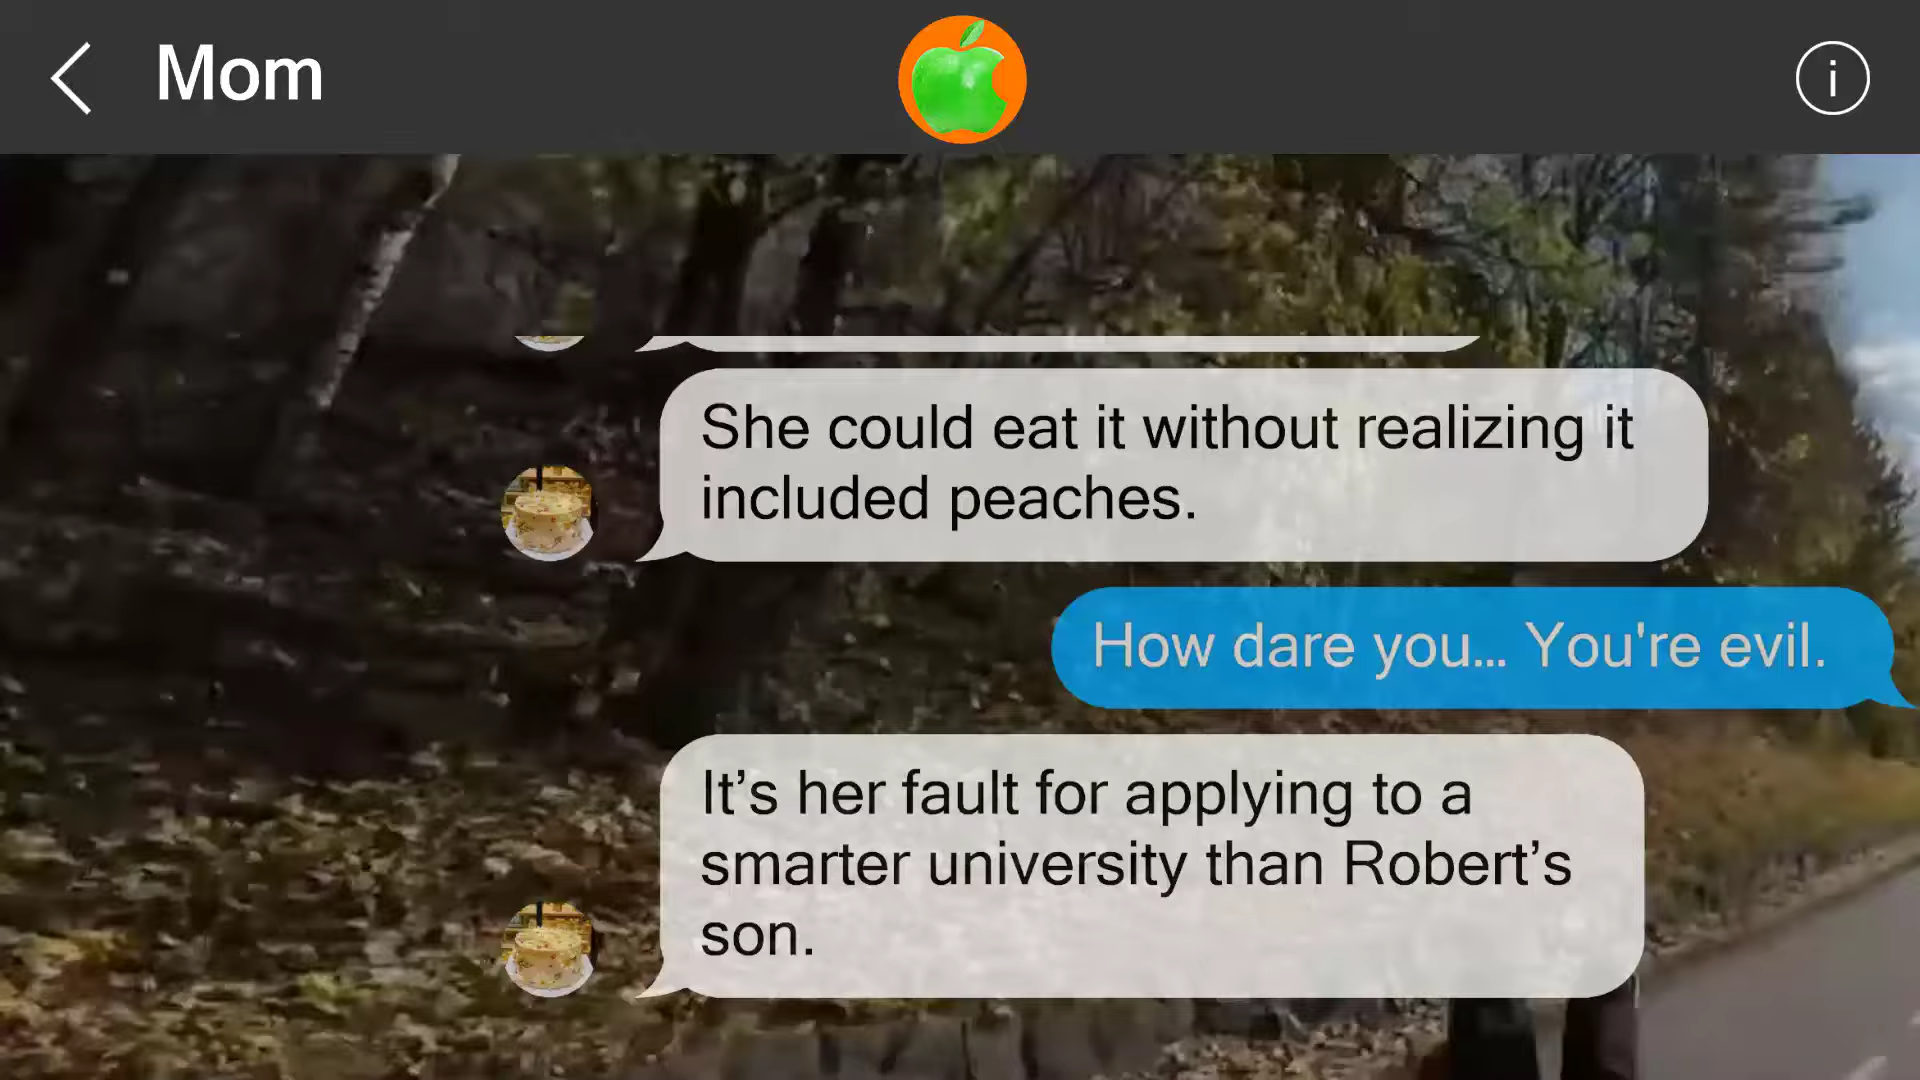 Mom
i
She could eat it without realizing it
included peaches.
How dare you... You're evil.
It’s her fault for applying to a
smarter university than Robert’s
son.